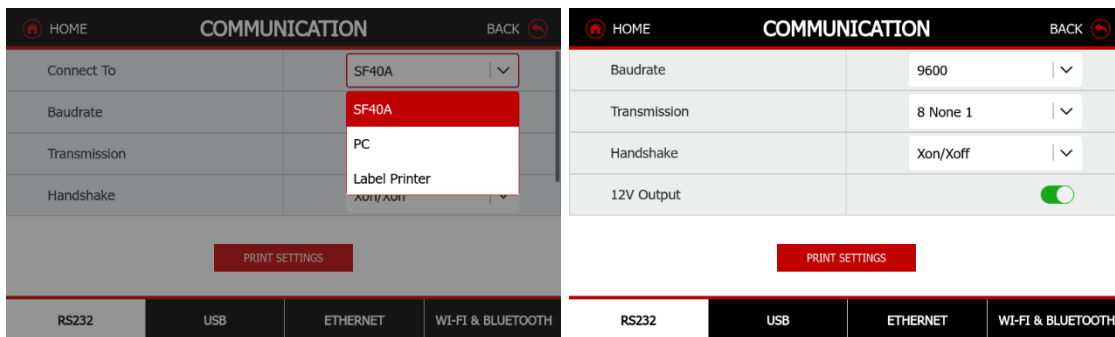 HOME COMMUNICATION BACK
Connect To SF40A
Baudrate SF40A
PC
Transmission
Label Printer
Handshake Xon/Xoff
PRINT SETTINGS
RS232 USB ETHERNET WI-FI & BLUETOOTH
HOME COMMUNICATION BACK
Baudrate 9600
Transmission 8 None 1
Handshake Xon/Xoff
12V Output
PRINT SETTINGS
RS232 USB ETHERNET WI-FI & BLUETOOTH